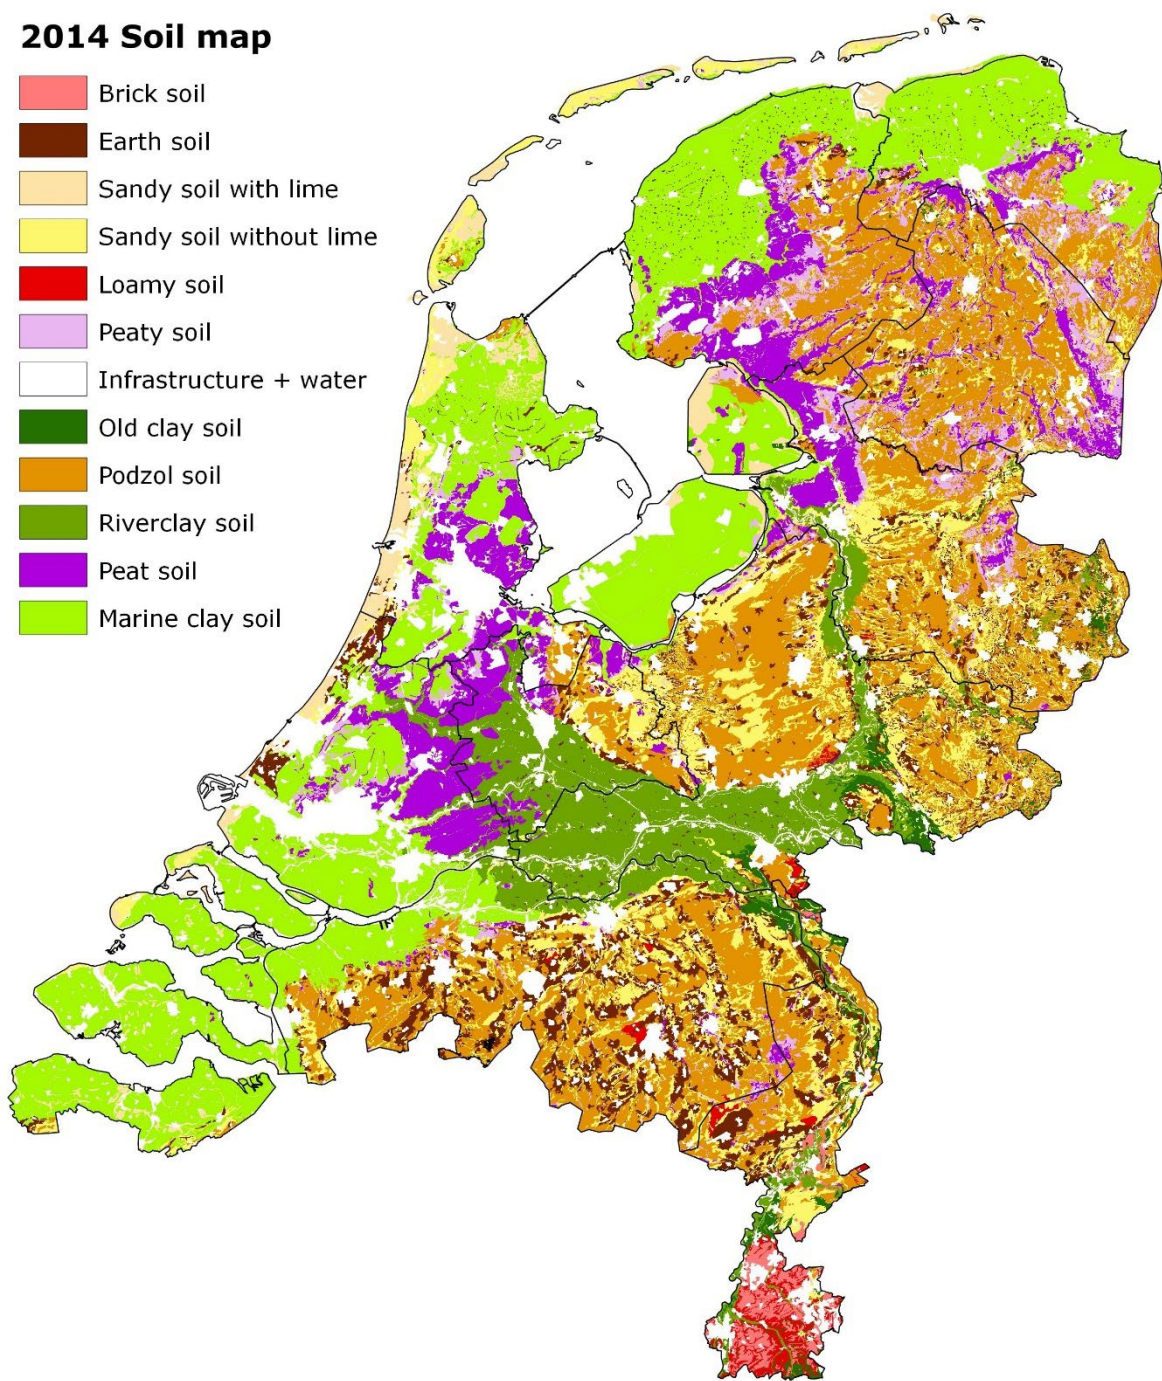 2014 Soil map
Brick soil
Earth soil
Sandy soil with lime
Sandy soil without lime
Loamy soil
Peaty soil
Infrastructure + water
Old clay soil
Podzol soil
Riverclay soil
Peat soil
Marine clay soil